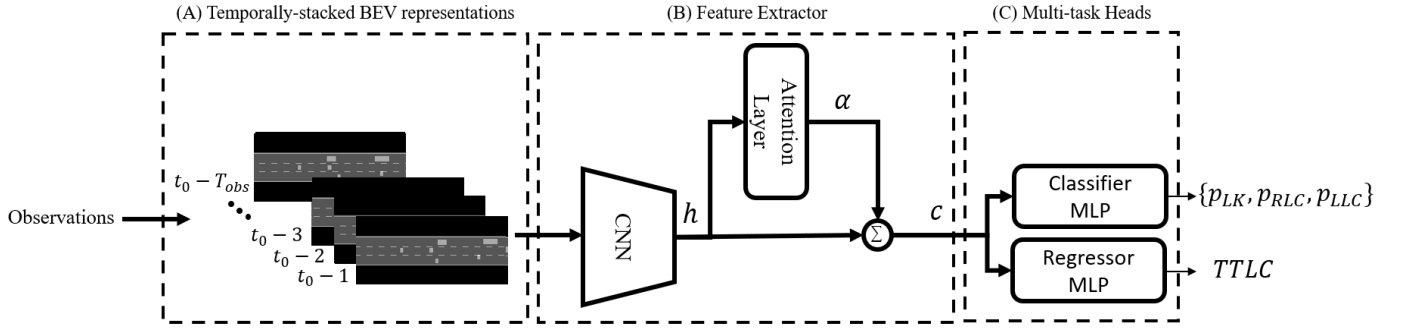 (A) Temporally-stacked BEV representations
(B) Feature Extractor
(C) Multi-task Heads
Attention
Layer
α
t₀ − T_obs
t₀ − 3
t₀ − 2
t₀ − 1
Observations
CNN
h
Σ
c
Classifier
MLP
{p_LK, p_RLC, p_LLC}
Regressor
MLP
TTLC